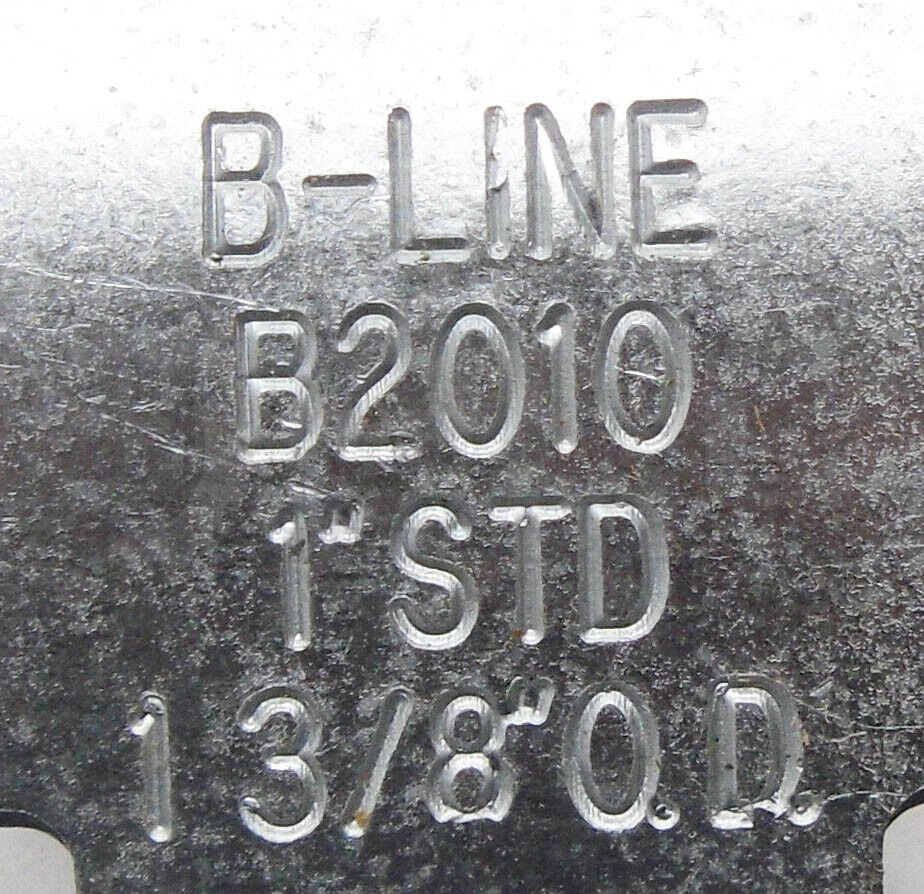 B-LINE
B2010
1" STD
1 3/8" O.D.